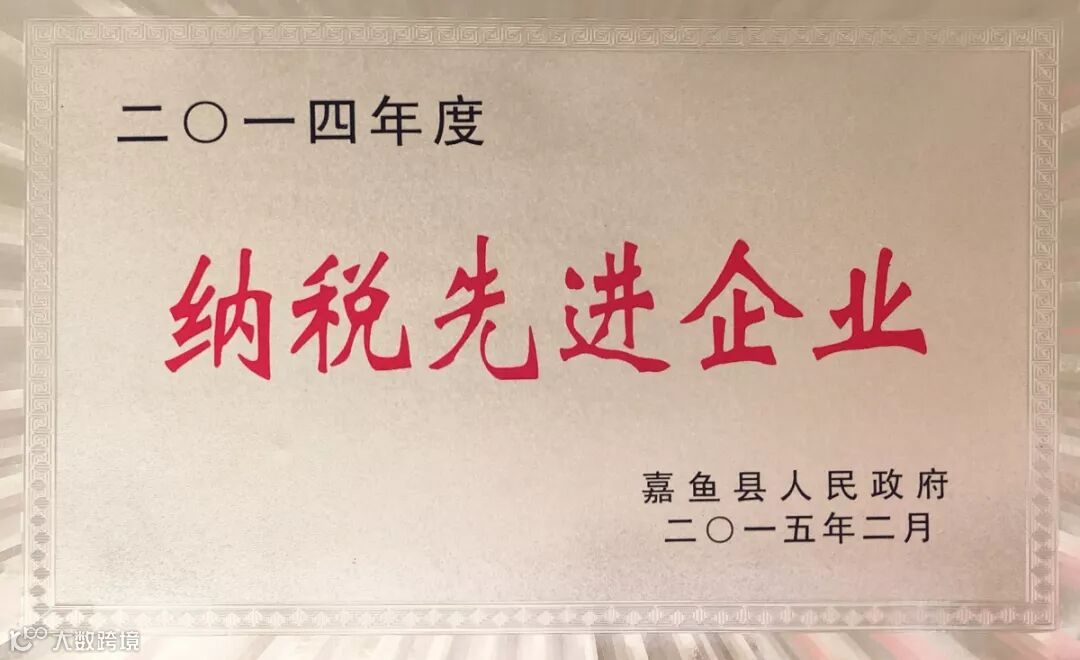 二〇一四年度
纳税先进企业
嘉鱼县人民政府
二〇一五年二月
大数跨境